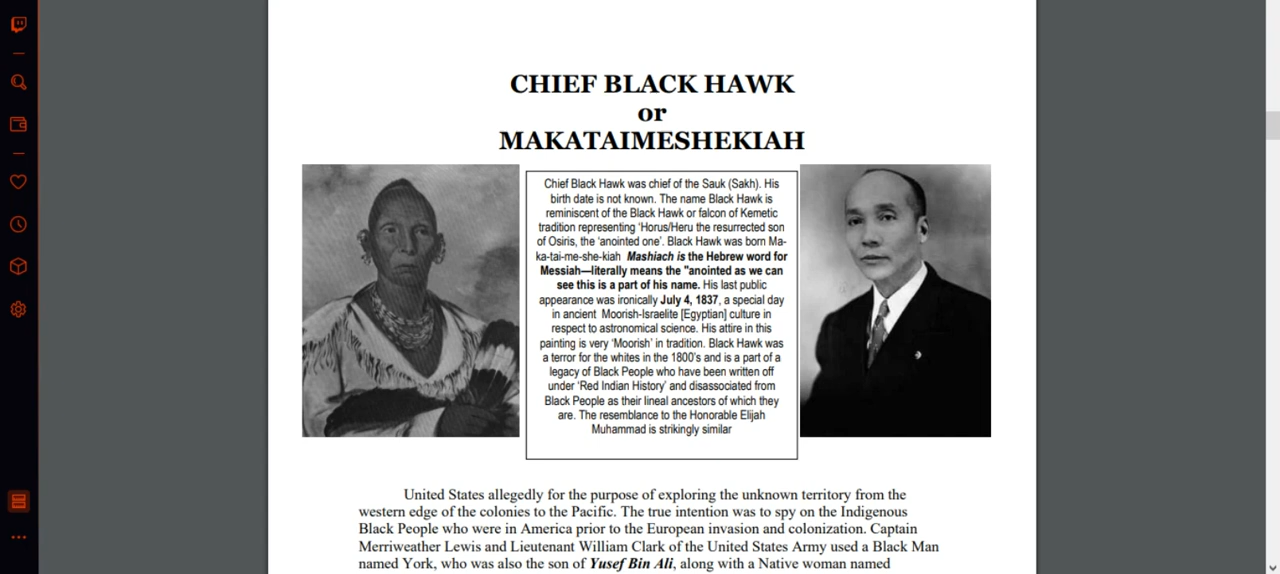 CHIEF BLACK HAWK
or
MAKATAIMESHEKIAH
Chief Black Hawk was chief of the Sauk (Sakh). His
birth date is not known. The name Black Hawk is
reminiscent of the Black Hawk or falcon of Kemetic
tradition representing ‘Horus/Heru the resurrected son
of Osiris, the ‘anointed one’. Black Hawk was born Ma-
ka-tai-me-she-kiah Mashiach is the Hebrew word for
Messiah—literally means the "anointed as we can
see this is a part of his name. His last public
appearance was ironically July 4, 1837, a special day
in ancient Moorish-Israelite [Egyptian] culture in
respect to astronomical science. His attire in this
painting is very ‘Moorish’ in tradition. Black Hawk was
a terror for the whites in the 1800’s and is a part of a
legacy of Black People who have been written off
under ‘Red Indian History’ and disassociated from
Black People as their lineal ancestors of which they
are. The resemblance to the Honorable Elijah
Muhammad is strikingly similar
United States allegedly for the purpose of exploring the unknown territory from the
western edge of the colonies to the Pacific. The true intention was to spy on the Indigenous
Black People who were in America prior to the European invasion and colonization. Captain
Merriweather Lewis and Lieutenant William Clark of the United States Army used a Black Man
named York, who was also the son of Yusef Bin Ali, along with a Native woman named